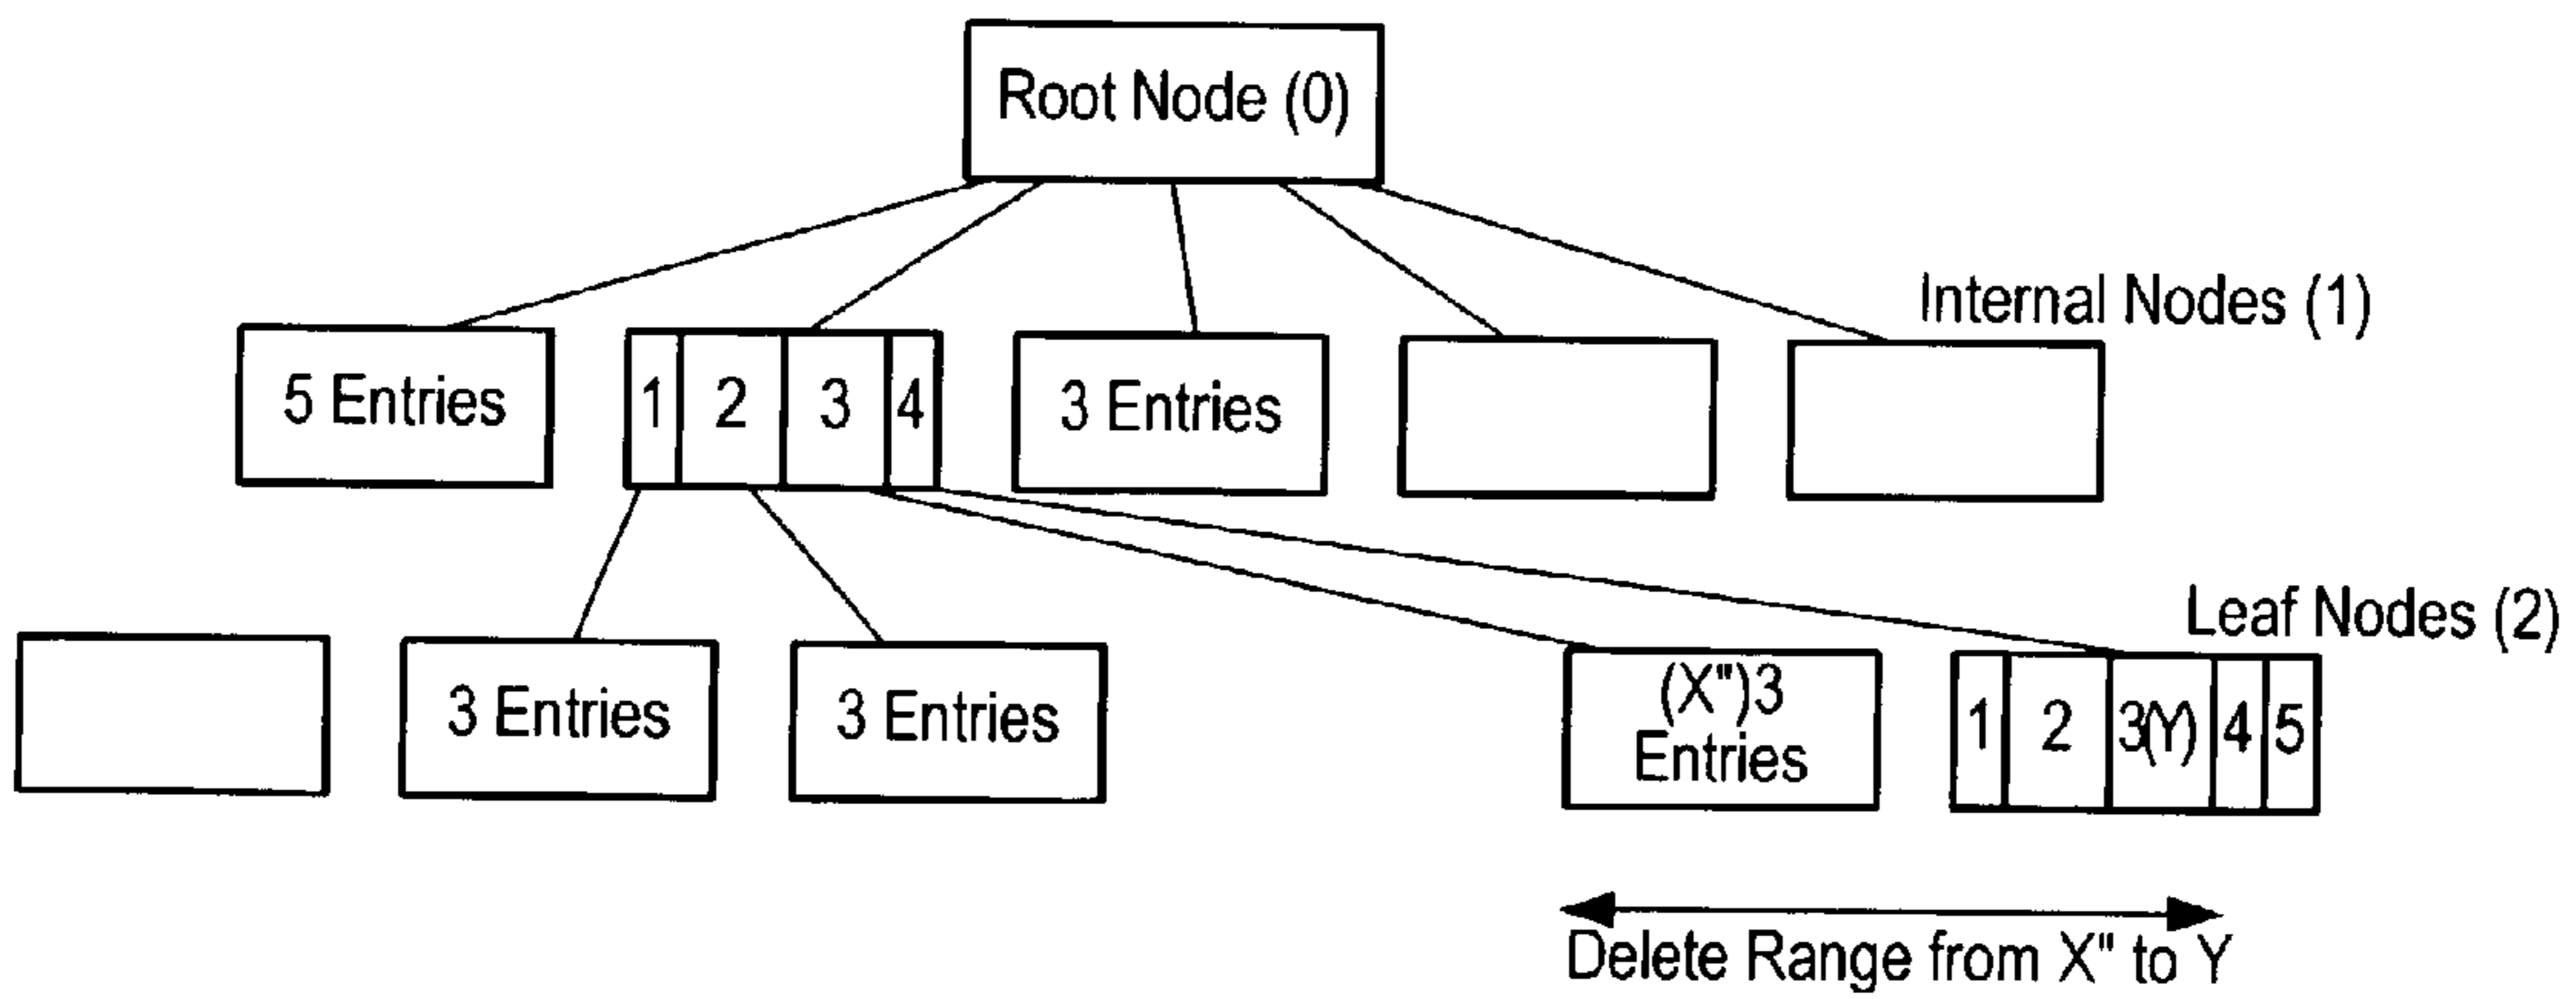 Root Node (0)
Internal Nodes (1)
5 Entries
1 2 3 4
3 Entries
Leaf Nodes (2)
3 Entries
3 Entries
(X")3
Entries
1 2 3(Y) 4 5
Delete Range from X" to Y